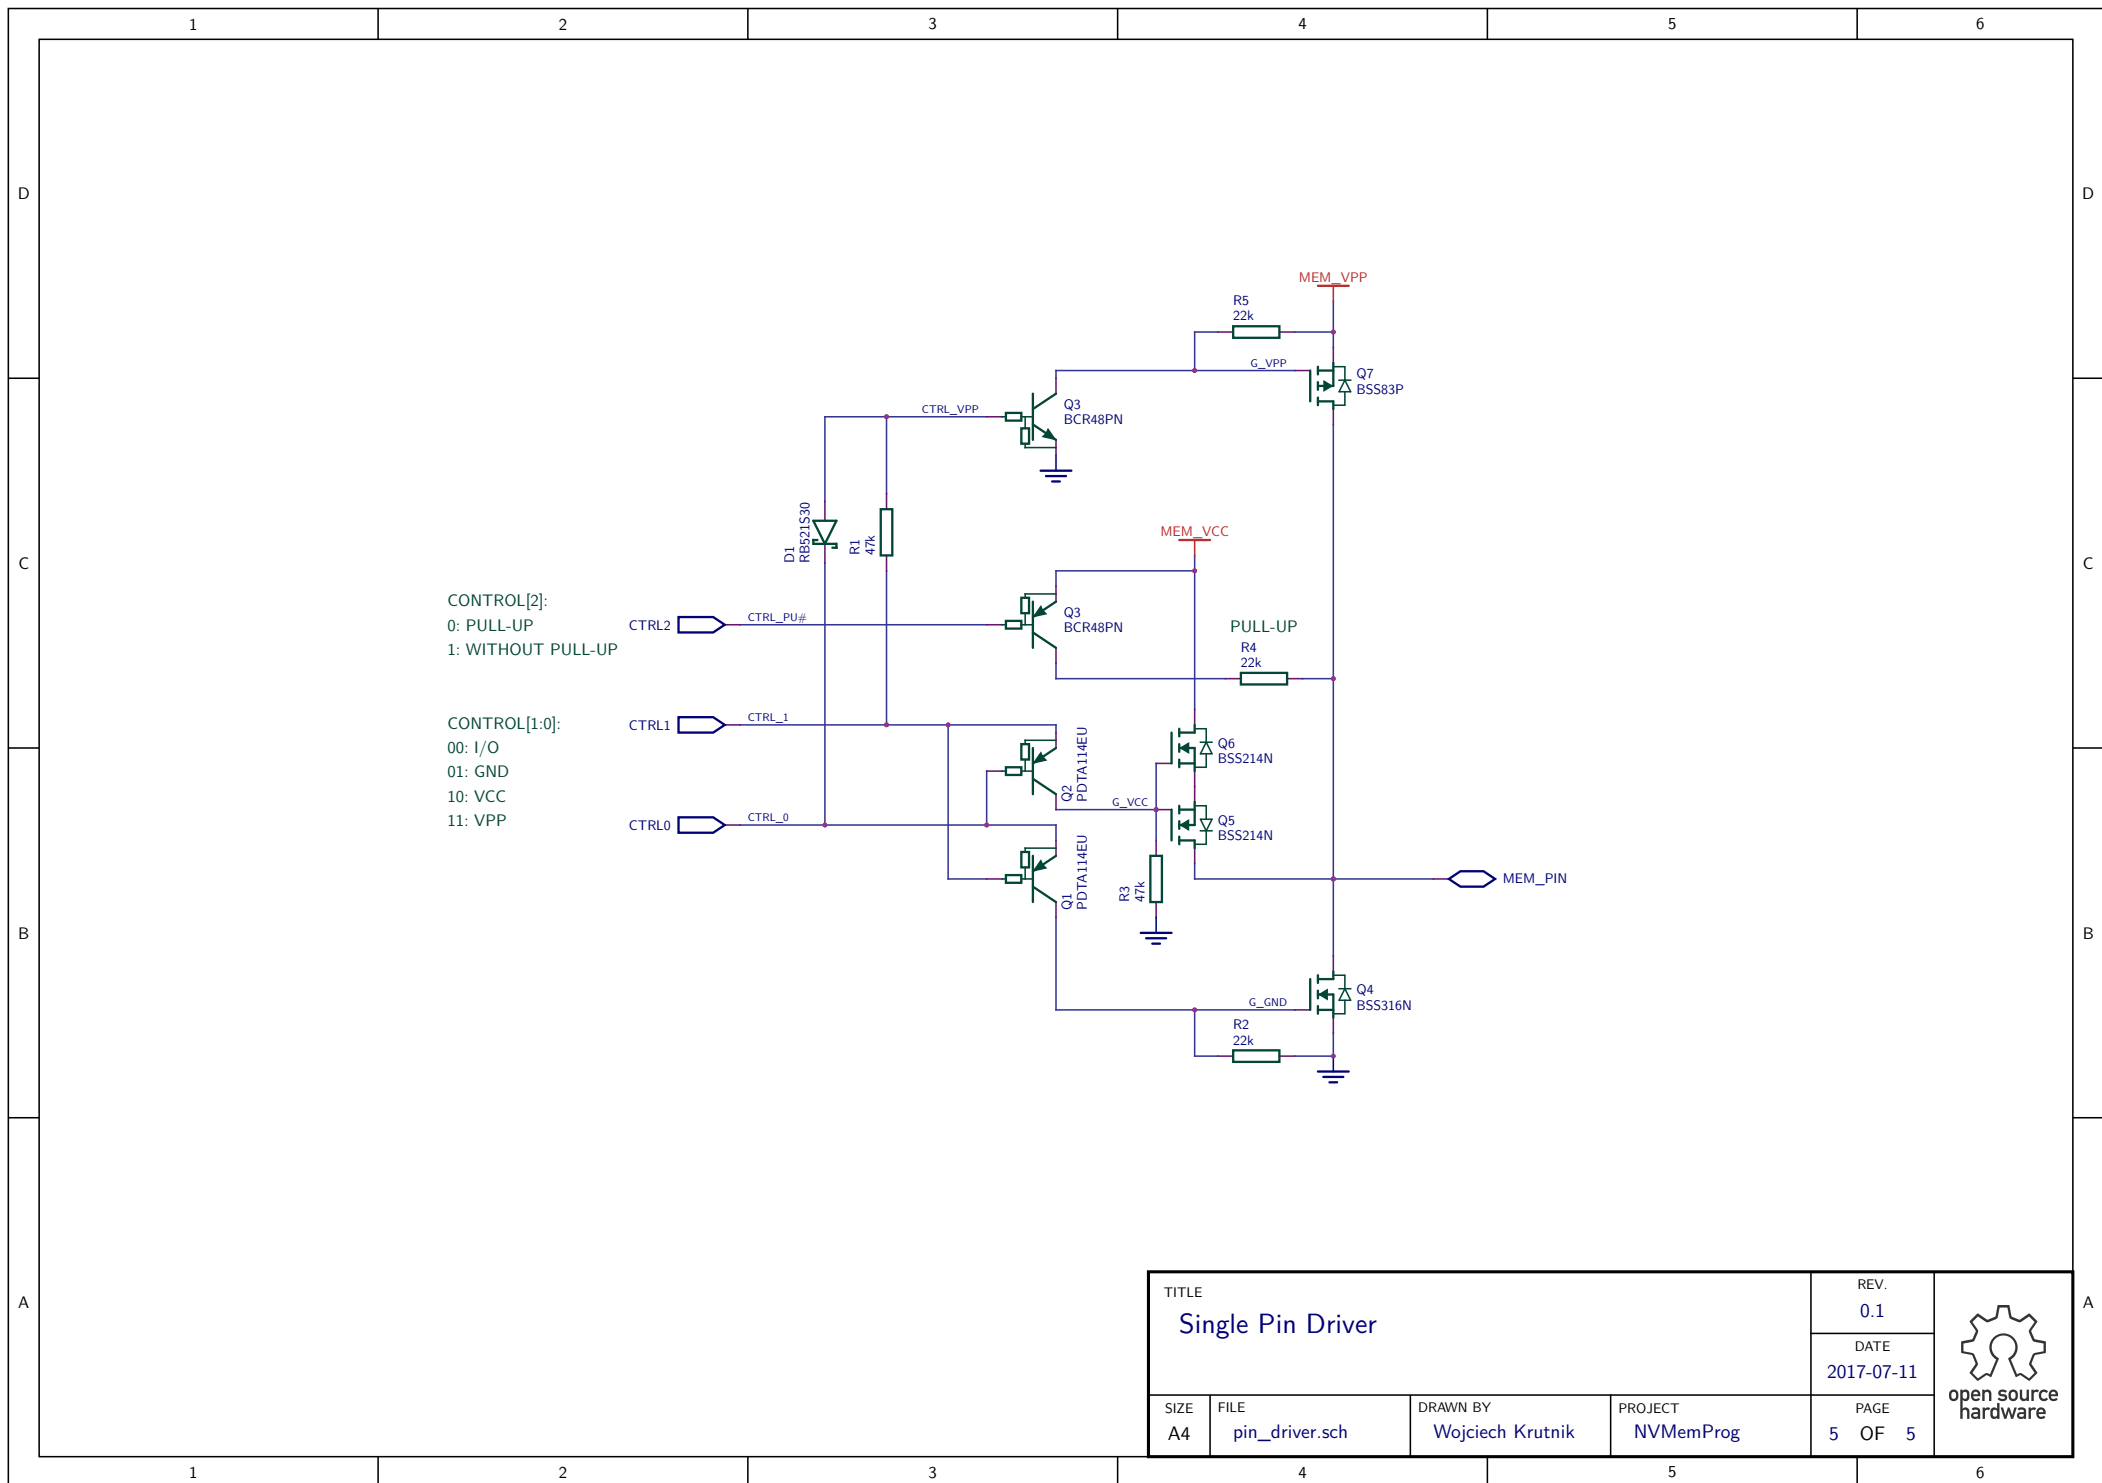 1 2 3 4 5 6
D D
C C
B B
A A
MEM_VPP
R5
22k
G_VPP
Q7
BSS83P
CTRL_VPP
Q3
BCR48PN
D1
RB521S30
R1
47k
MEM_VCC
CONTROL[2]:
0: PULL-UP
1: WITHOUT PULL-UP
CTRL2
CTRL_PU#
Q3
BCR48PN
PULL-UP
R4
22k
CONTROL[1:0]:
00: I/O
01: GND
10: VCC
11: VPP
CTRL1
CTRL_1
Q2
PDTA114EU
Q6
BSS214N
G_VCC
Q5
BSS214N
CTRL0
CTRL_0
Q1
PDTA114EU
R3
47k
MEM_PIN
Q4
BSS316N
G_GND
R2
22k
TITLE
Single Pin Driver
REV.
0.1
DATE
2017-07-11
SIZE
A4
FILE
pin_driver.sch
DRAWN BY
Wojciech Krutnik
PROJECT
NVMemProg
PAGE
5 OF 5
open source
hardware
1 2 3 4 5 6